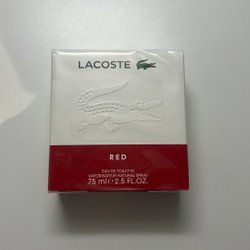 LACOSTE
RED
EAU DE TOILETTE
VAPORISATEUR NATURAL SPRAY
75 ml e 2.5 FL.OZ.